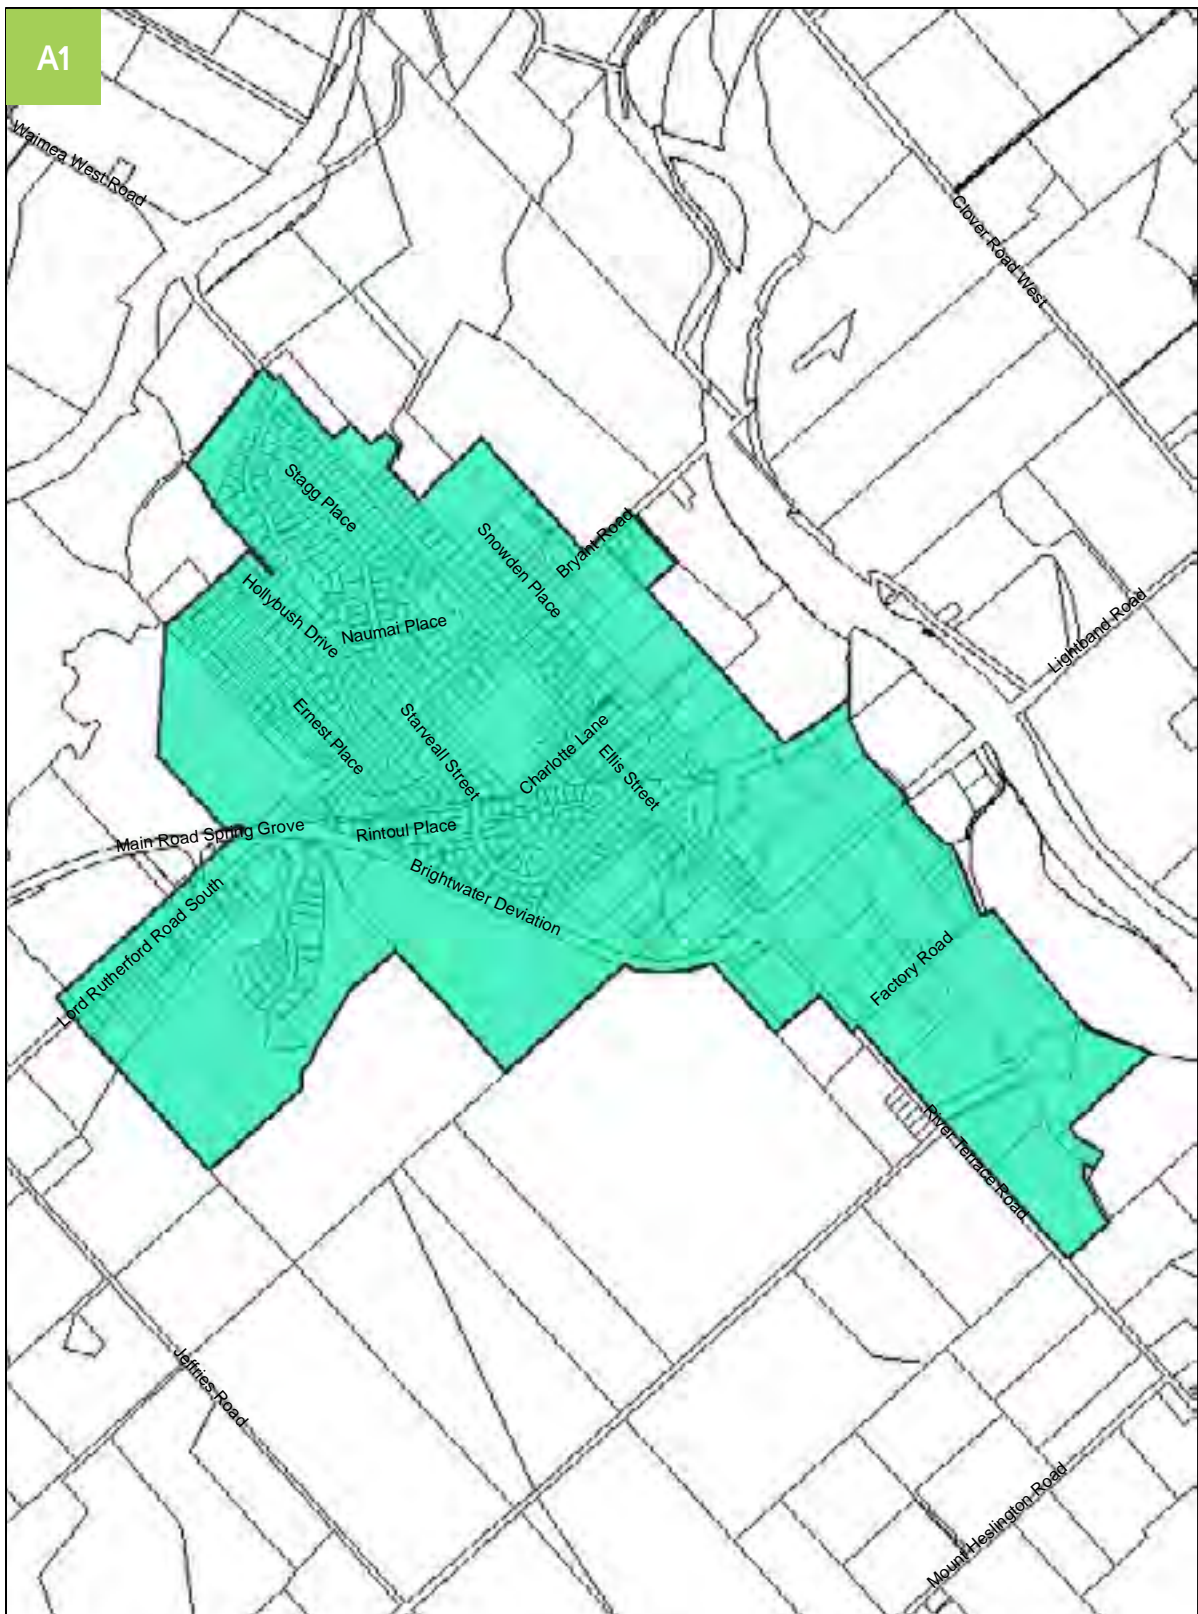 A1
Waimea West Road
Clover Road West
Stagg Place
Snowden Place
Bryant Road
Hollybush Drive
Naumai Place
Lightband Road
Ernest Place
Starveall Street
Charlotte Lane
Ellis Street
Main Road Spring Grove
Rintoul Place
Brightwater Deviation
Lord Rutherford Road South
Factory Road
River Terrace Road
Jeffries Road
Mount Heslington Road